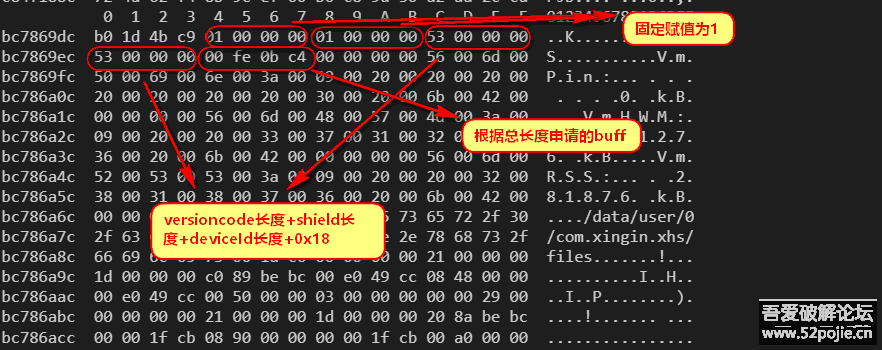 0 1 2 3 4 5 6 7 8 9 A B C D E F
固定赋值为1
bc7869dc b0 1d 4b c9 01 00 00 00 01 00 00 00 53 00 00 00 ..K.
bc7869ec 53 00 00 00 00 fe 0b c4 00 00 00 00 56 00 6d 00 S...........V.m.
bc7869fc 50 00 69 00 6e 00 3a 00 09 00 20 00 20 00 20 00 P.i.n.:...
bc786a0c 20 00 20 00 20 00 20 00 30 00 20 00 6b 00 42 00 . . . .0. .k.B.
bc786a1c 00 00 00 00 56 00 6d 00 48 00 57 00
根据总长度申请的buff
bc786a2c 09 00 20 00 20 00 33 00 37 00 31 00 32 00
bc786a3c 36 00 20 00 6b 00 42 00 00 00 00 00 56 00 6d 00 6. .k.B.....V.m.
bc786a4c 52 00 53 00 53 00 3a 00 09 00 20 00 20 00 32 00 R.S.S.:... . .2.
bc786a5c 38 00 31 00 38 00 37 00 36 00 20 00 6b 00 42 00 8.1.8.7.6. .k.B.
versioncode长度+shield长
度+deviceId长度+0x18
bc786a6c 00 00 73 65 72 2f 30 ..../data/user/0
bc786a7c 2f 63 2e 78 68 73 2f /com.xingin.xhs/
bc786a8c 66 69 00 00 21 00 00 00 files.......!...
bc786a9c 1d 00 00 00 c0 89 be bc 00 e0 49 cc 08 48 00 00 ..........I..H..
bc786aac 00 e0 49 cc 00 50 00 00 03 00 00 00 00 00 29 00 ..I..P........).
bc786abc 00 00 00 00 21 00 00 00 1d 00 00 00 20 8a be bc ....!....... ...
bc786acc 00 00 1f cb 08 90 00 00 00 00 1f cb 00 a0 00 00 ................
吾爱破解论坛
www.52pojie.cn